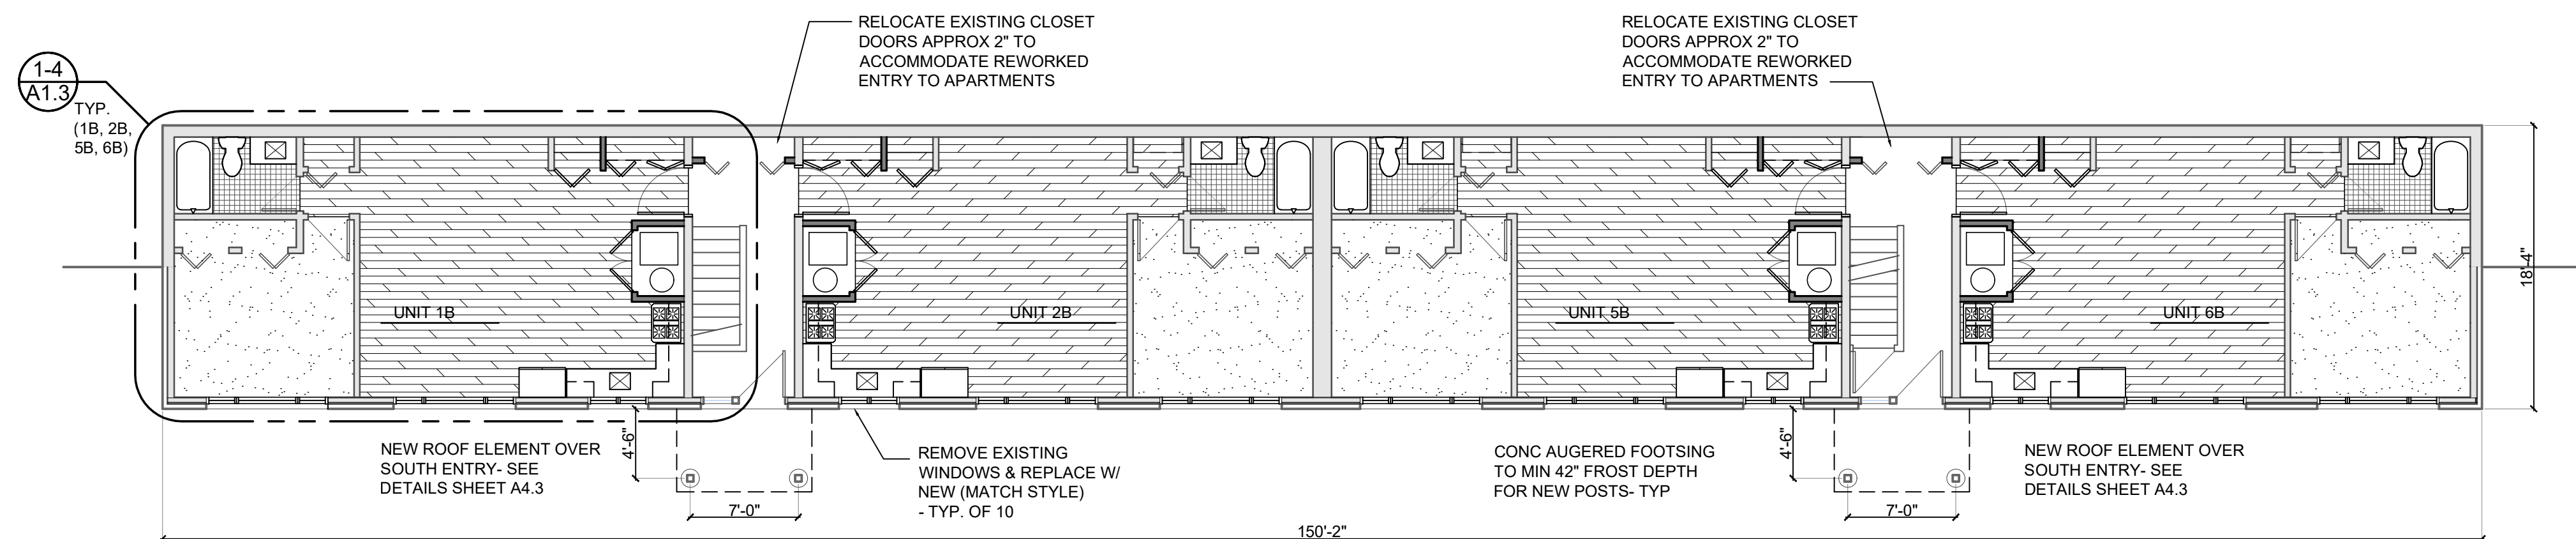 RELOCATE EXISTING CLOSET
DOORS APPROX 2" TO
ACCOMMODATE REWORKED
ENTRY TO APARTMENTS
RELOCATE EXISTING CLOSET
DOORS APPROX 2" TO
ACCOMMODATE REWORKED
ENTRY TO APARTMENTS
1-4
A1.3
TYP.
(1B, 2B,
5B, 6B)
UNIT 1B
UNIT 2B
UNIT 5B
UNIT 6B
18'-4"
NEW ROOF ELEMENT OVER
SOUTH ENTRY- SEE
DETAILS SHEET A4.3
4'-6"
7'-0"
REMOVE EXISTING
WINDOWS & REPLACE W/
NEW (MATCH STYLE)
- TYP. OF 10
CONC AUGERED FOOTSING
TO MIN 42" FROST DEPTH
FOR NEW POSTS- TYP
4'-6"
7'-0"
NEW ROOF ELEMENT OVER
SOUTH ENTRY- SEE
DETAILS SHEET A4.3
150'-2"